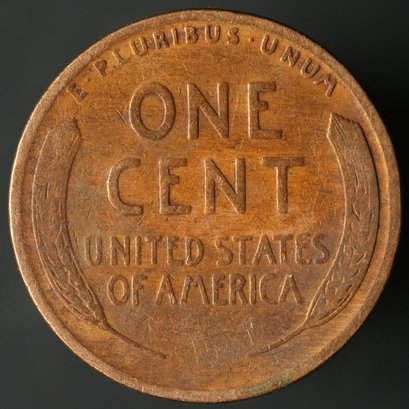 E·PLURIBUS·UNUM
ONE
CENT
UNITED STATES
OF AMERICA